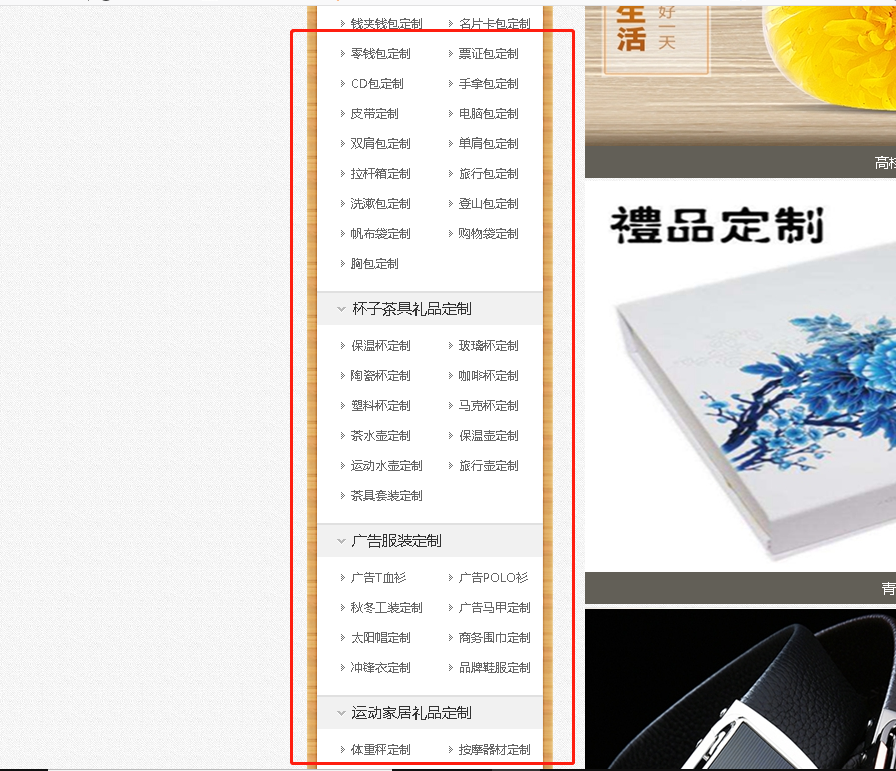 钱夹钱包定制 名片卡包定制
零钱包定制 票证包定制
CD包定制 手拿包定制
皮带定制 电脑包定制
双肩包定制 单肩包定制
拉杆箱定制 旅行包定制
洗漱包定制 登山包定制
帆布袋定制 购物袋定制
胸包定制
杯子茶具礼品定制
保温杯定制 玻璃杯定制
陶瓷杯定制 咖啡杯定制
塑料杯定制 马克杯定制
茶水壶定制 保温壶定制
运动水壶定制 旅行壶定制
茶具套装定制
广告服装定制
广告T血衫 广告POLO衫
秋冬工装定制 广告马甲定制
太阳帽定制 商务围巾定制
冲锋衣定制 品牌鞋服定制
运动家居礼品定制
体重秤定制 按摩器材定制
生活
好一天
高档
禮品定制
青